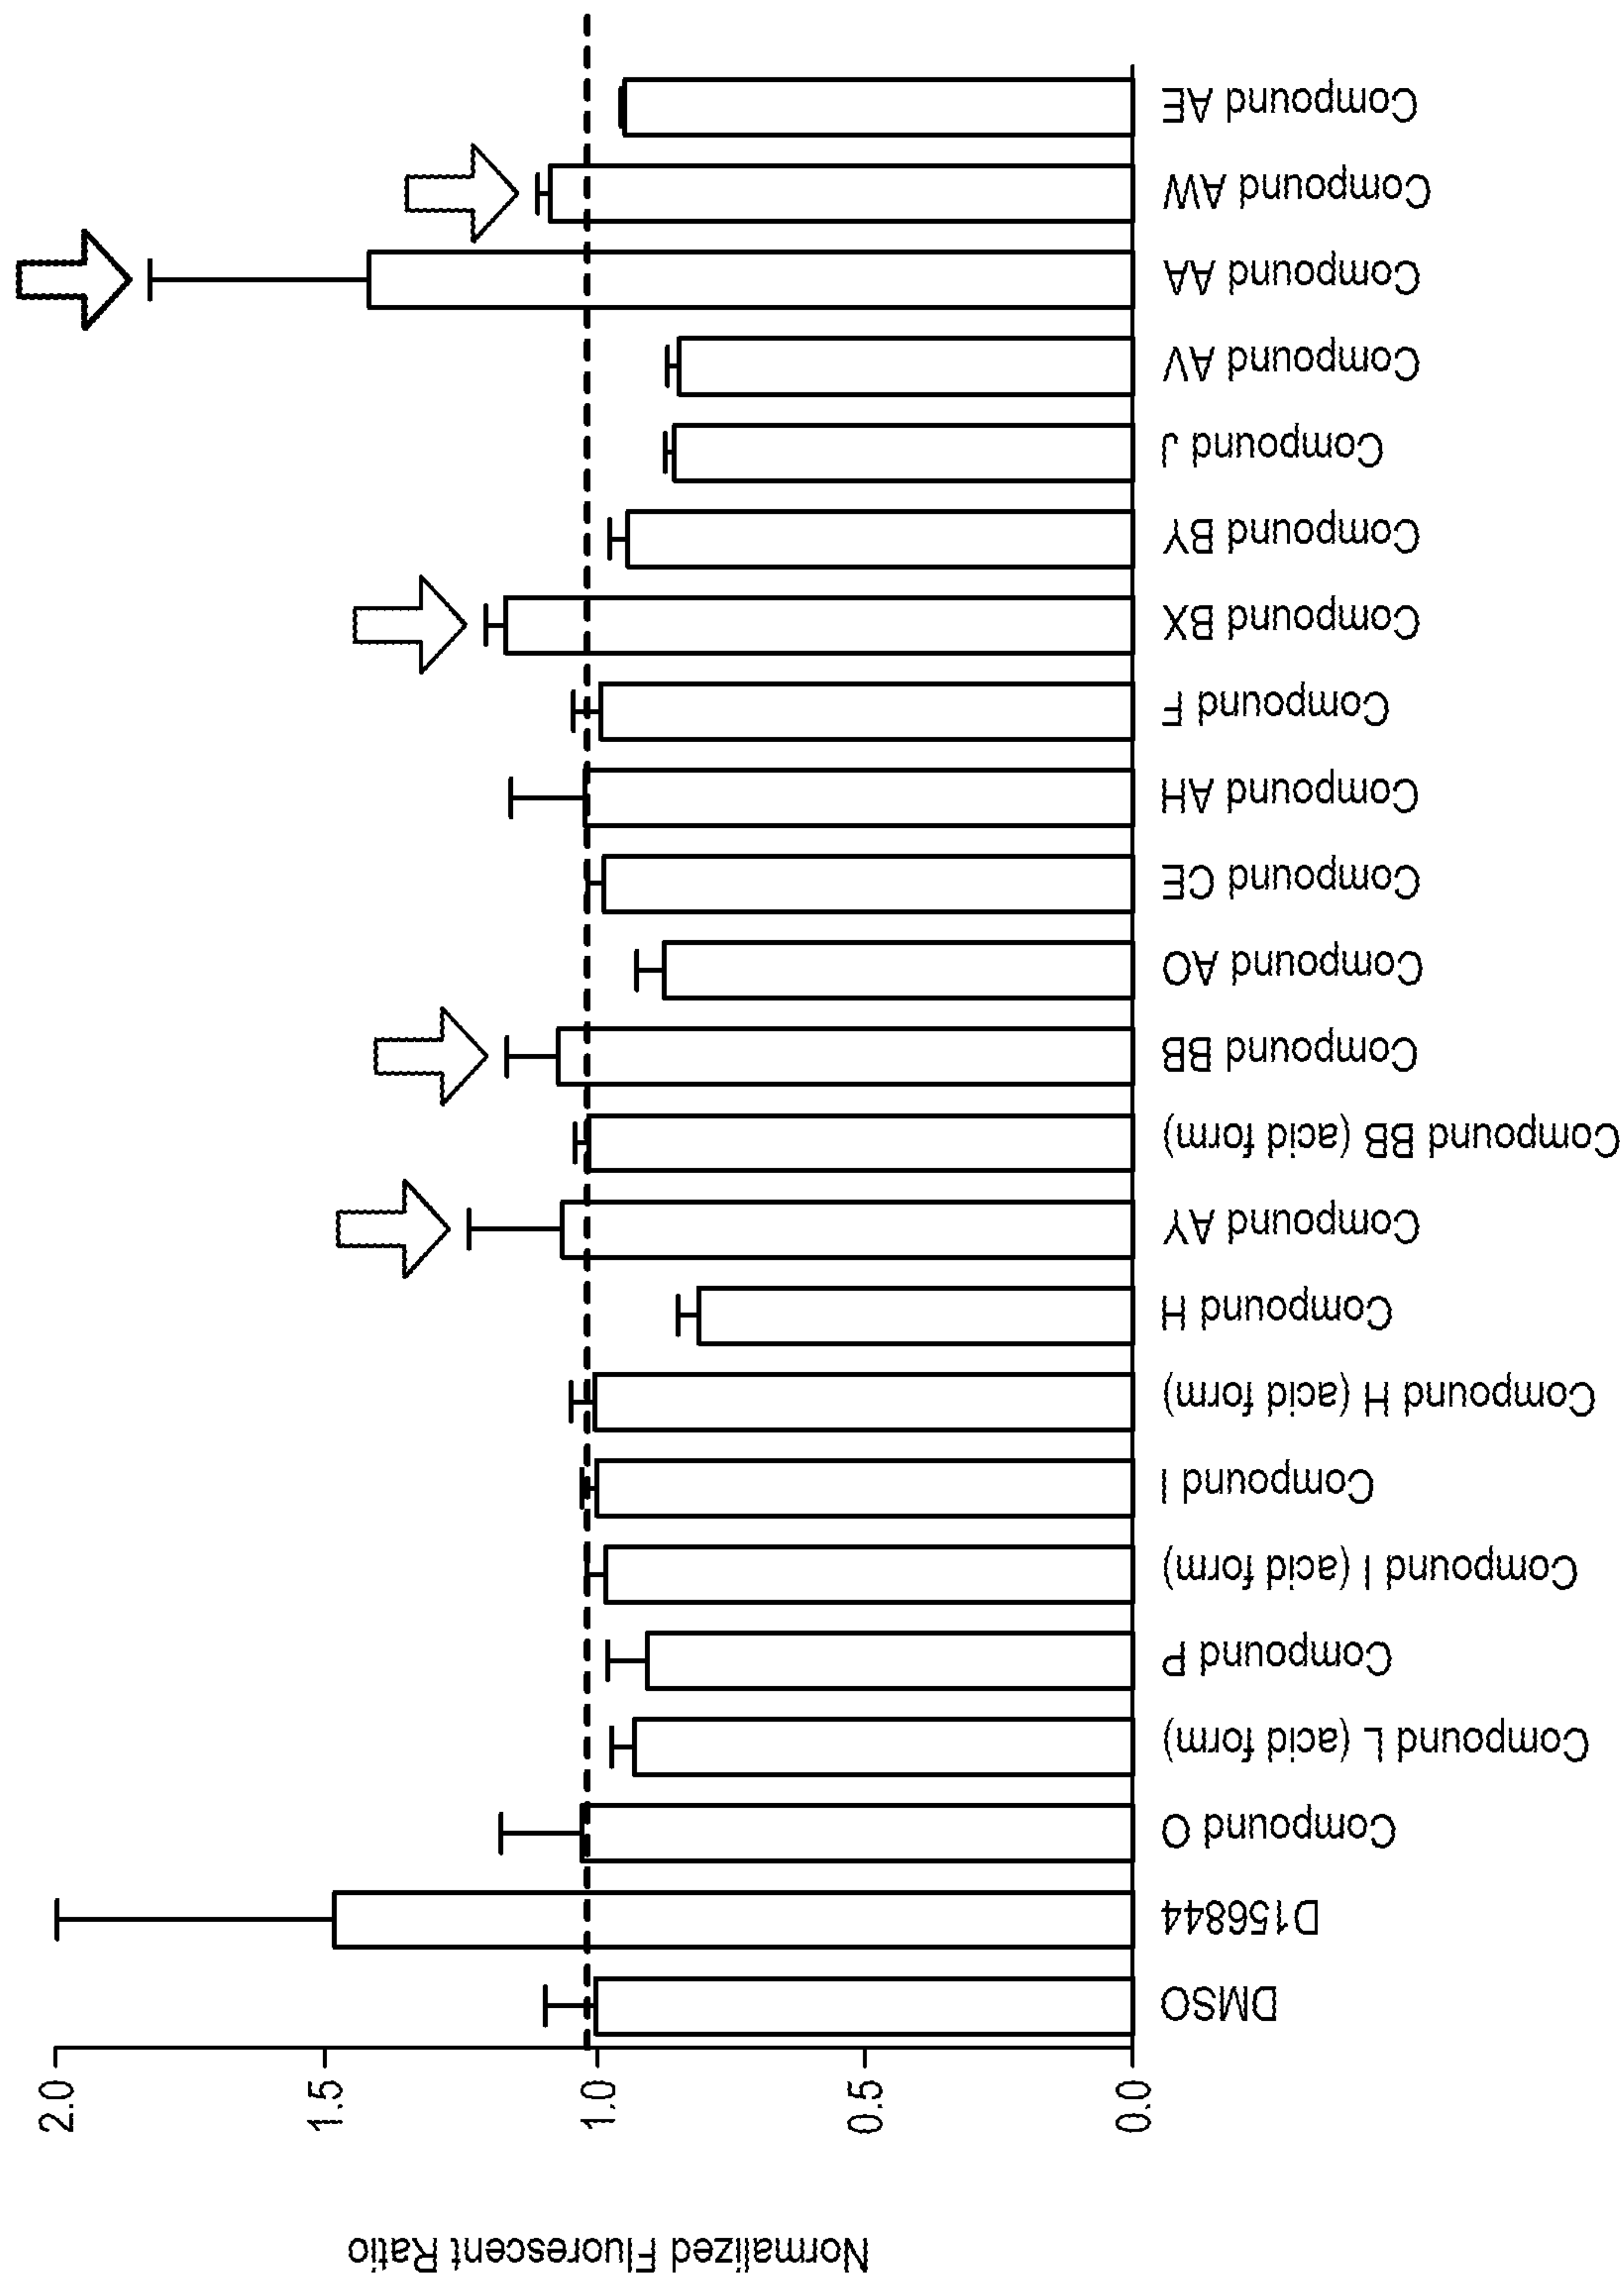 Normalized Fluorescent Ratio
2.0
1.5
1.0
0.5
0.0
DMSO
D156844
Compound O
Compound L (acid form)
Compound P
Compound I (acid form)
Compound I
Compound H (acid form)
Compound H
Compound AY
Compound BB (acid form)
Compound BB
Compound AO
Compound CE
Compound AH
Compound F
Compound BX
Compound BY
Compound J
Compound AV
Compound AA
Compound AW
Compound AE